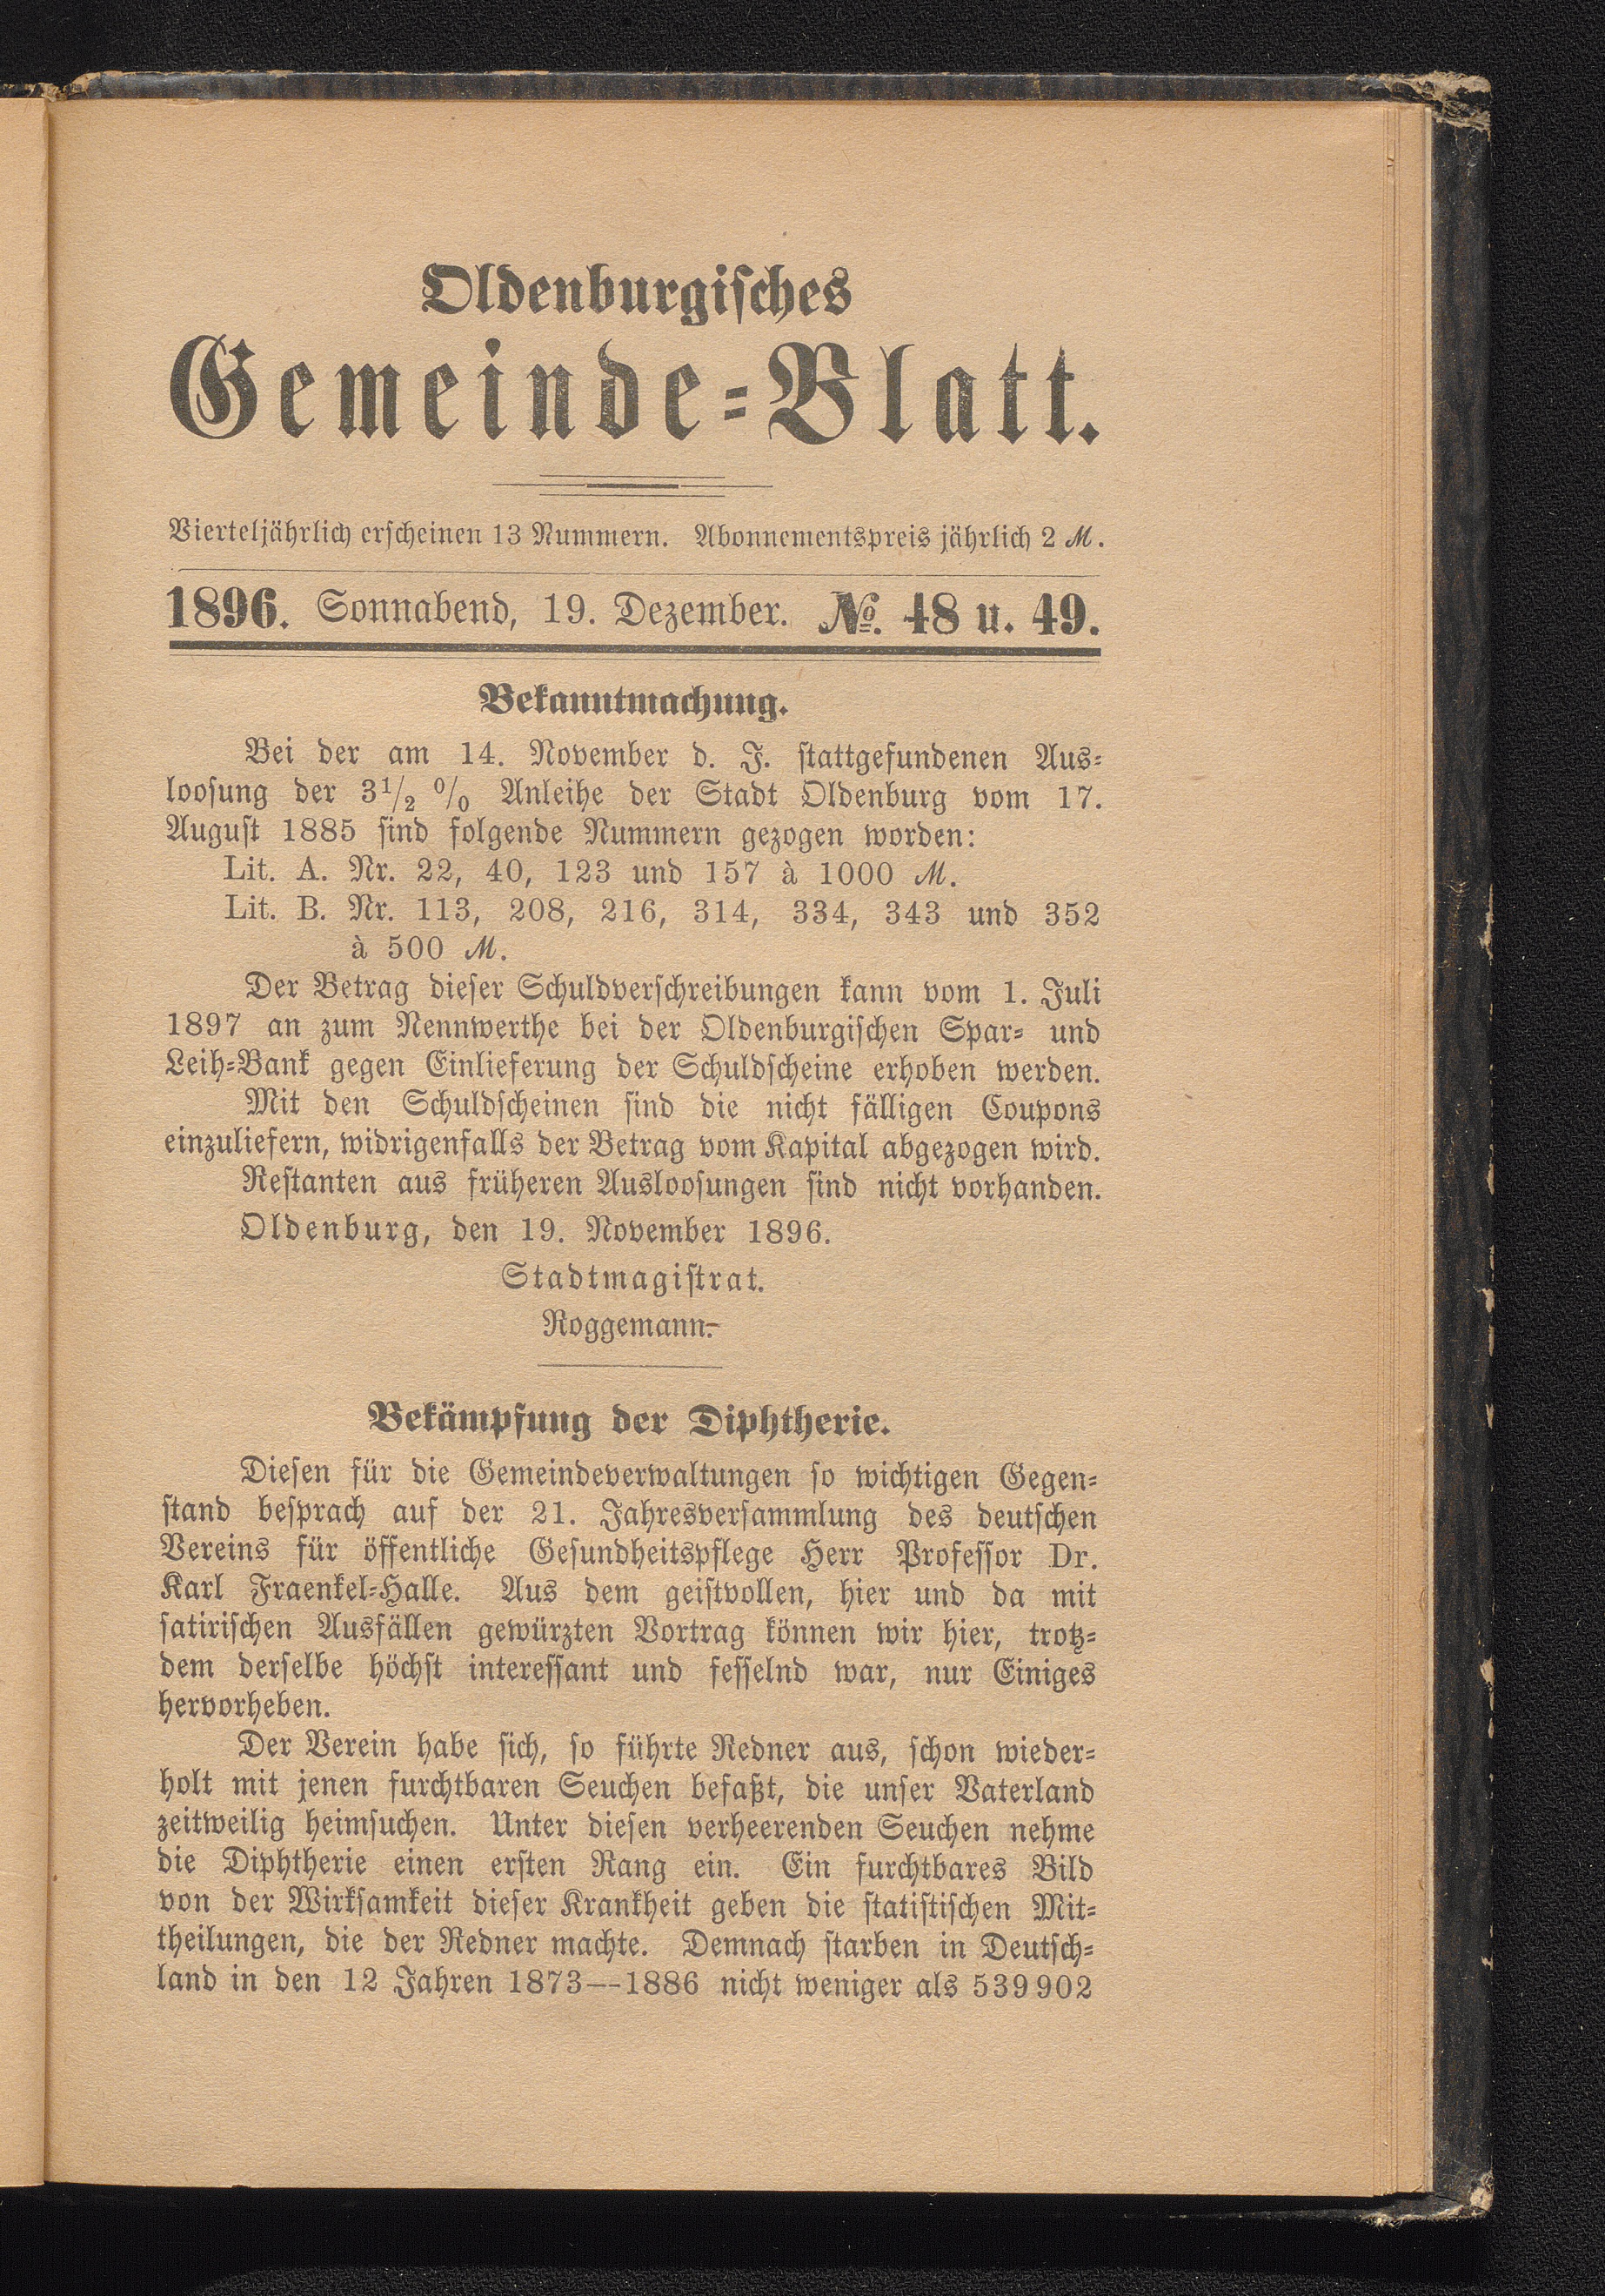 Oldenburgisches
Gemeinde-Blatt.
Vierteljährlich erscheinen 13 Nummern. Abonnementspreis jährlich 2 M.
1896. Sonnabend, 19. Dezember. No. 48 u. 49.
Bekanntmachung.
Bei der am 14. November d. J. stattgefundenen Aus-
loosung der 3 1/2 0/0 Anleihe der Stadt Oldenburg vom 17.
August 1885 sind folgende Nummern gezogen worden:
Lit. A. Nr. 22, 40, 123 und 157 à 1000 M.
Lit. B. Nr. 113, 208, 216, 314, 334, 343 und 352
à 500 M.
Der Betrag dieser Schuldverschreibungen kann vom 1. Juli
1897 an zum Nennwerthe bei der Oldenburgischen Spar- und
Leih-Bank gegen Einlieferung der Schuldscheine erhoben werden.
Mit den Schuldscheinen sind die nicht fälligen Coupons
einzuliefern, widrigenfalls der Betrag vom Kapital abgezogen wird.
Restanten aus früheren Ausloosungen sind nicht vorhanden.
Oldenburg, den 19. November 1896.
Stadtmagistrat.
Roggemann.
Bekämpfung der Diphtherie.
Diesen für die Gemeindeverwaltungen so wichtigen Gegen-
stand besprach auf der 21. Jahresversammlung des deutschen
Vereins für öffentliche Gesundheitspflege Herr Professor Dr.
Karl Fraenkel-Halle. Aus dem geistvollen, hier und da mit
satirischen Ausfällen gewürzten Vortrag können wir hier, trotz-
dem derselbe höchst interessant und fesselnd war, nur Einiges
hervorheben.
Der Verein habe sich, so führte Redner aus, schon wieder-
holt mit jenen furchtbaren Seuchen befaßt, die unser Vaterland
zeitweilig heimsuchen. Unter diesen verheerenden Seuchen nehme
die Diphtherie einen ersten Rang ein. Ein furchtbares Bild
von der Wirksamkeit dieser Krankheit geben die statistischen Mit-
theilungen, die der Redner machte. Demnach starben in Deutsch-
land in den 12 Jahren 1873--1886 nicht weniger als 539 902